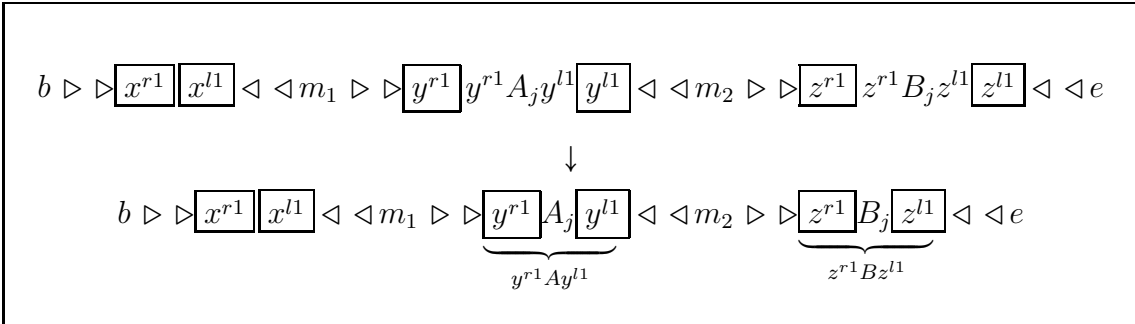 b ▷ ▷ x^{r1} x^{l1} ◁ ◁ m_1 ▷ ▷ y^{r1} y^{r1} A_j y^{l1} y^{l1} ◁ ◁ m_2 ▷ ▷ z^{r1} z^{r1} B_j z^{l1} z^{l1} ◁ ◁ e
↓
b ▷ ▷ x^{r1} x^{l1} ◁ ◁ m_1 ▷ ▷ y^{r1} A_j y^{l1} ◁ ◁ m_2 ▷ ▷ z^{r1} B_j z^{l1} ◁ ◁ e
y^{r1} A y^{l1} z^{r1} B z^{l1}